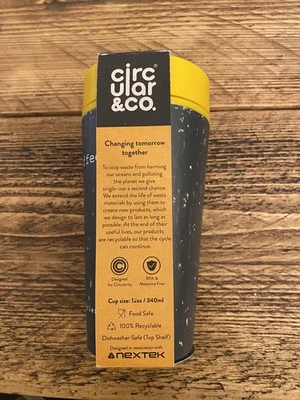 circ
ular
&co.
Changing tomorrow
together
To stop waste from harming
our oceans and polluting
the planet we give
single-use a second chance.
We extend the life of waste
materials by using them to
create new products, which
we design to last as long as
possible. At the end of their
useful lives, our products
are recyclable so that the cycle
can continue.
Designed
for Circularity
BPA &
Melamine Free
Cup size: 12oz / 340ml
Food Safe
100% Recyclable
Dishwasher Safe (Top Shelf)
Designed in association with
NEXTEK